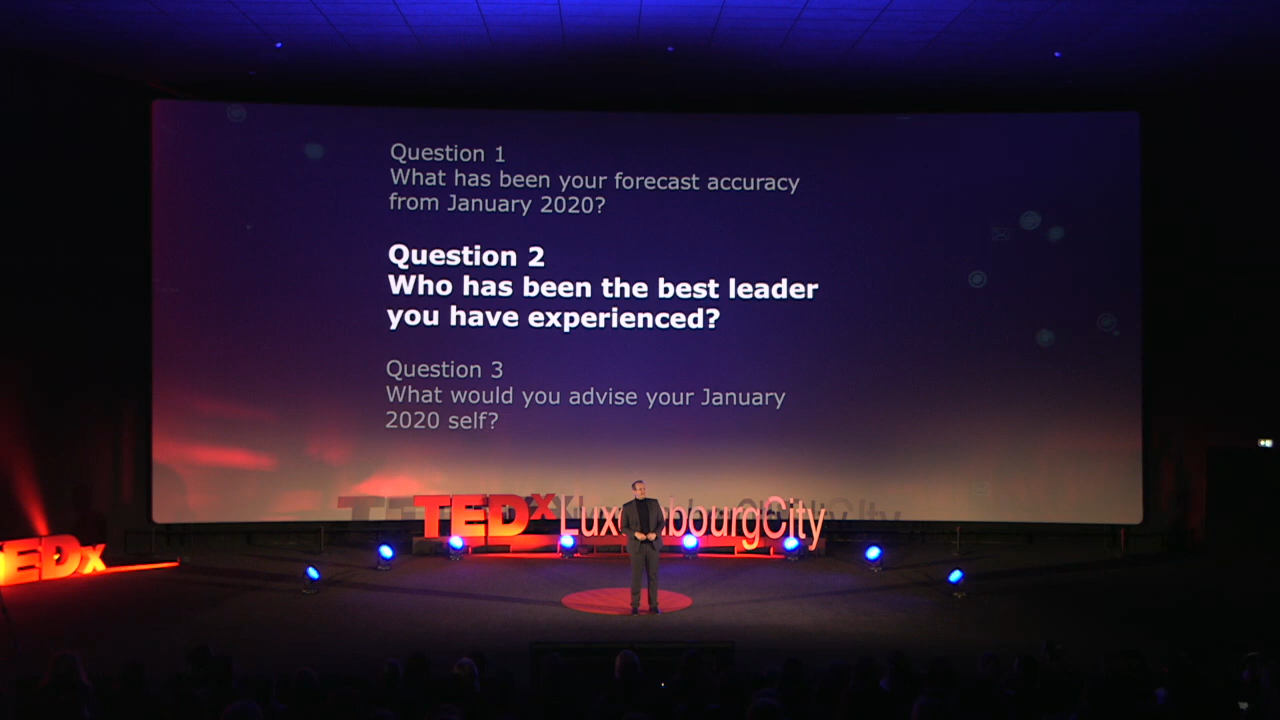 Question 1
What has been your forecast accuracy
from January 2020?
Question 2
Who has been the best leader
you have experienced?
Question 3
What would you advise your January
2020 self?
TEDx
TEDx